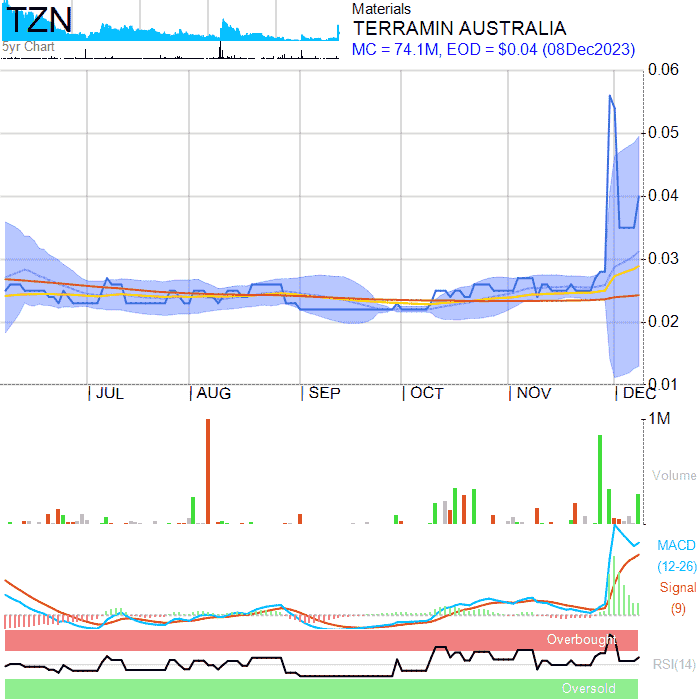 TZN
5yr Chart
Materials
TERRAMIN AUSTRALIA
MC = 74.1M, EOD = $0.04 (08Dec2023)
0.06
0.05
0.04
0.03
0.02
0.01
JUL AUG SEP OCT NOV DEC
1M
Volume
MACD
(12-26)
Signal
(9)
Overbought
RSI(14)
Oversold